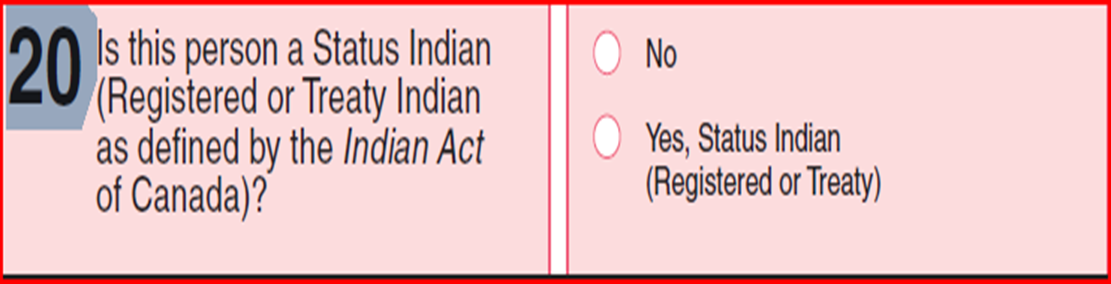 20
Is this person a Status Indian
(Registered or Treaty Indian
as defined by the Indian Act
of Canada)?
No
Yes, Status Indian
(Registered or Treaty)